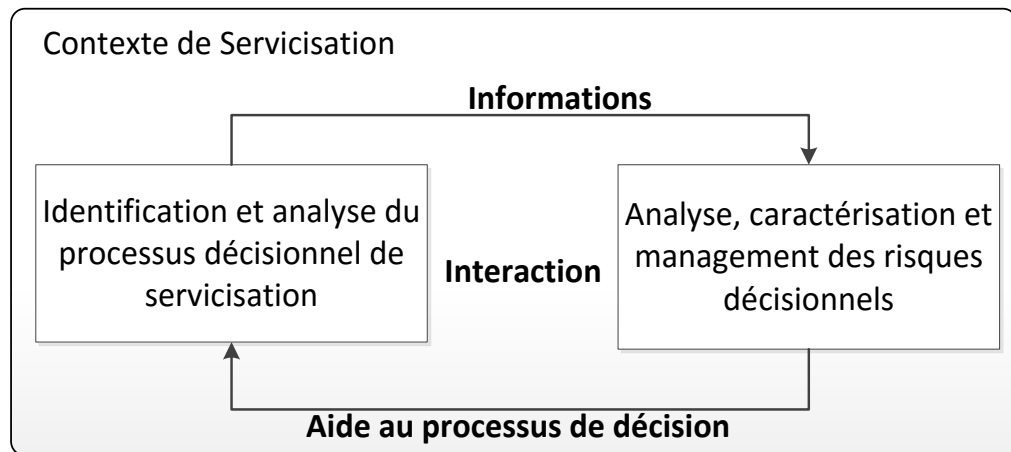 Contexte de Servicisation
Informations
Identification et analyse du
processus décisionnel de
servicisation
Interaction
Analyse, caractérisation et
management des risques
décisionnels
Aide au processus de décision